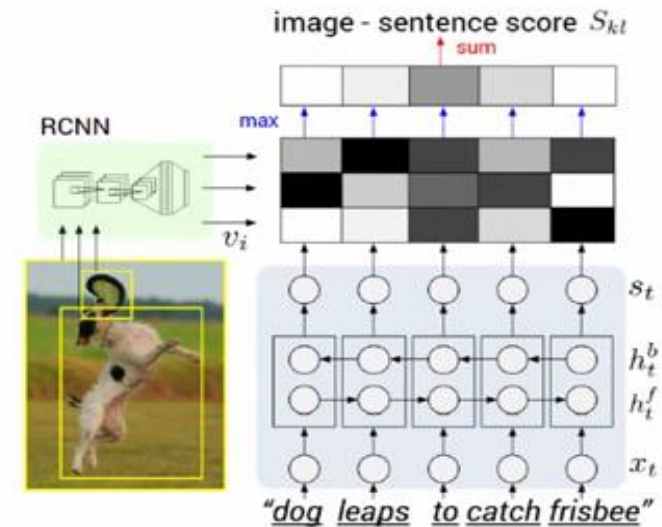 image - sentence score S_kl
sum
max
RCNN
v_i
s_t
h_t^b
h_t^f
x_t
"dog leaps to catch frisbee"